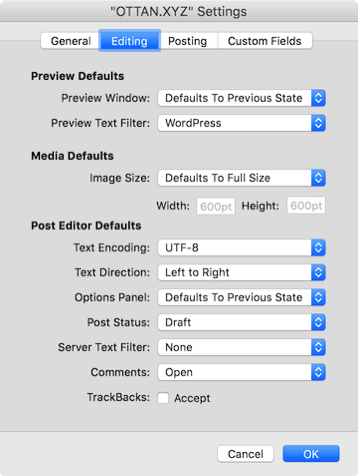 "OTTAN.XYZ" Settings
General Editing Posting Custom Fields
Preview Defaults
Preview Window: Defaults To Previous State
Preview Text Filter: WordPress
Media Defaults
Image Size: Defaults To Full Size
Width: 600pt Height: 600pt
Post Editor Defaults
Text Encoding: UTF-8
Text Direction: Left to Right
Options Panel: Defaults To Previous State
Post Status: Draft
Server Text Filter: None
Comments: Open
TrackBacks: Accept
Cancel OK